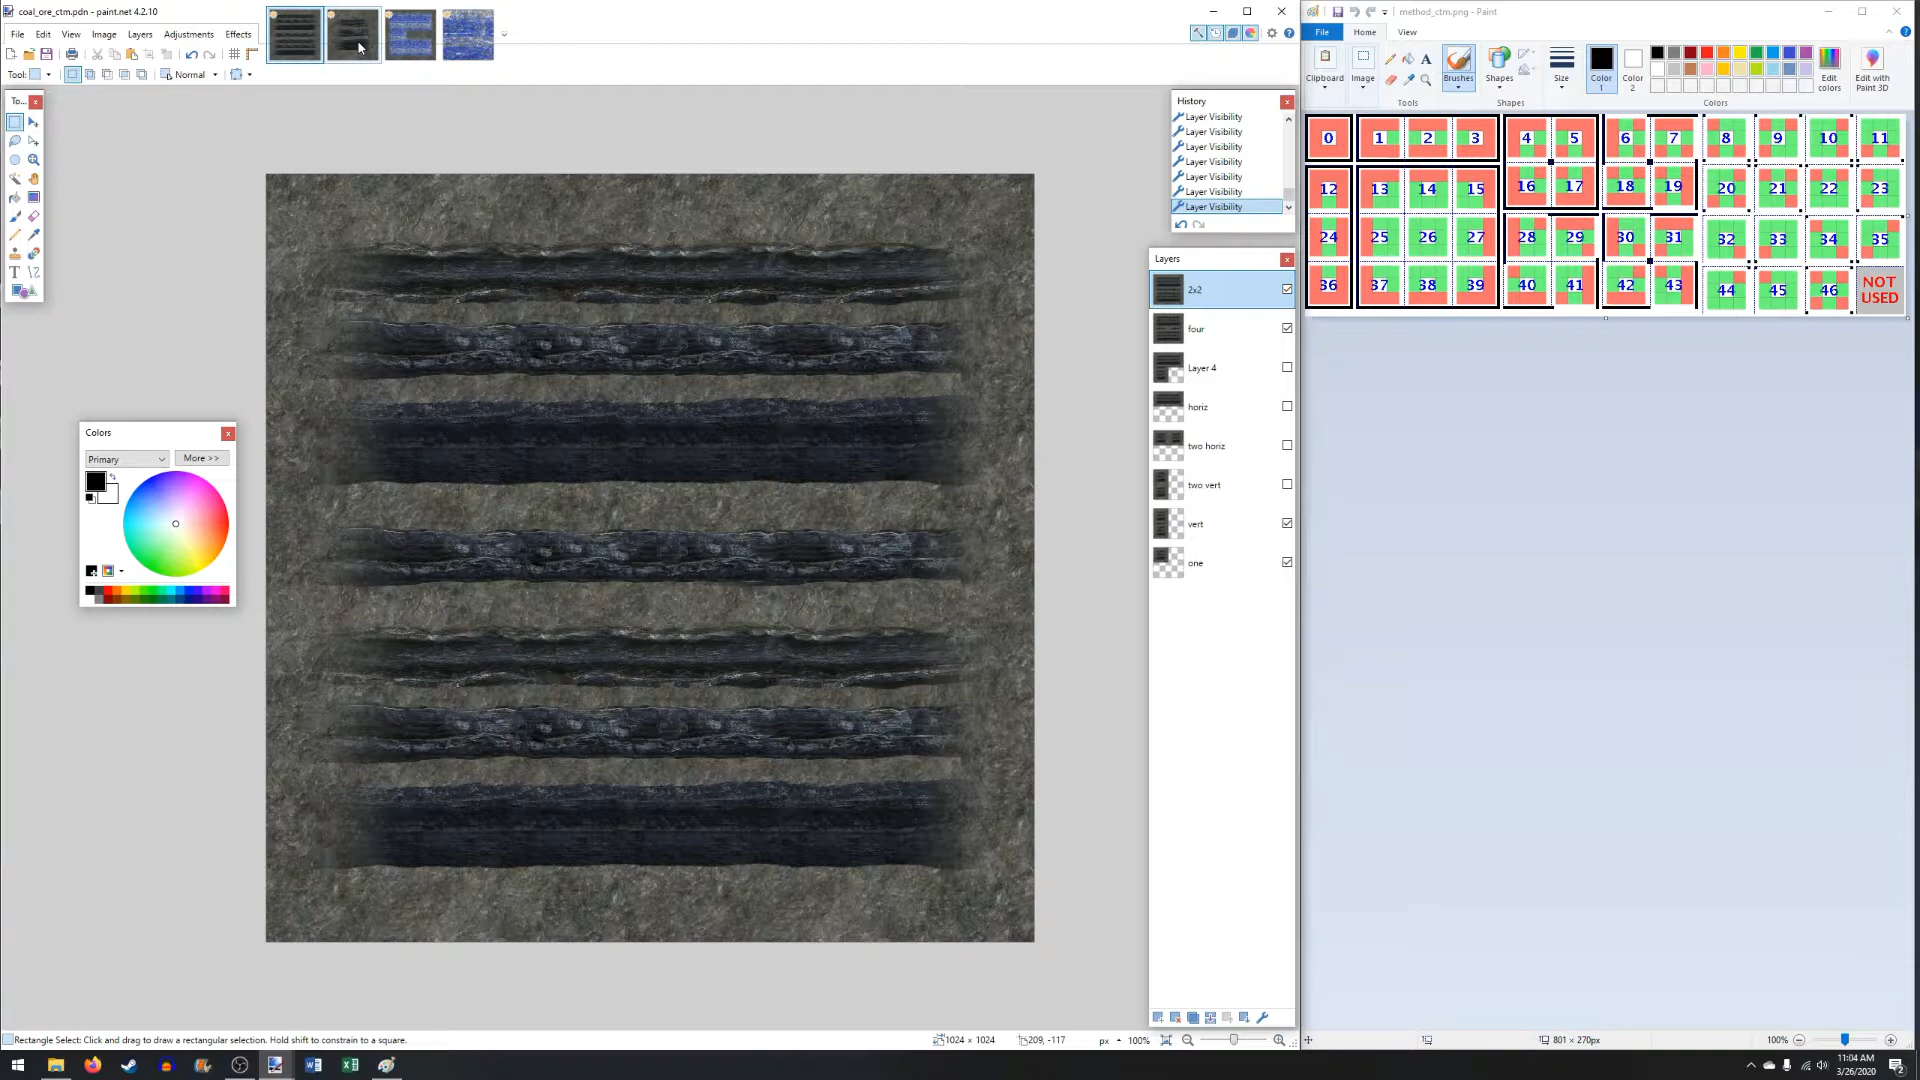 coal_ore_ctm.pdn - paint.net 4.2.10
File Edit View Image Layers Adjustments Effects
Tool:
Normal
To...
History
Layer Visibility
Layer Visibility
Layer Visibility
Layer Visibility
Layer Visibility
Layer Visibility
Layer Visibility
Layers
2x2
four
Layer 4
horiz
two horiz
two vert
vert
one
Colors
Primary
More >>
Rectangle Select: Click and drag to draw a rectangular selection. Hold shift to constrain to a square.
1024 × 1024
209, -117
px
100%
method_ctm.png - Paint
File Home View
Clipboard
Image
Tools
Brushes
Shapes
Shapes
Size
Color 1
Color 2
Colors
Edit colors
Edit with Paint 3D
0 1 2 3 4 5 6 7 8 9 10 11
12 13 14 15 16 17 18 19 20 21 22 23
24 25 26 27 28 29 30 31 32 33 34 35
36 37 38 39 40 41 42 43 44 45 46 NOT USED
801 × 270px
100%
11:04 AM
3/26/2020